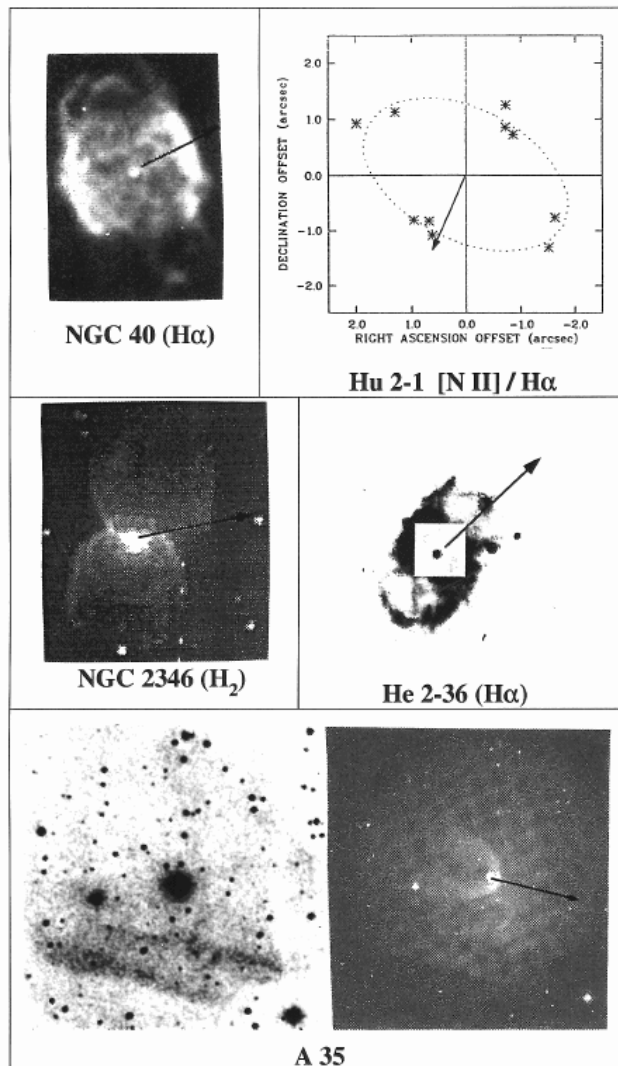 NGC 40 (Hα)
2.0
1.0
0.0
-1.0
-2.0
DECLINATION OFFSET (arcsec)
2.0 1.0 0.0 -1.0 -2.0
RIGHT ASCENSION OFFSET (arcsec)
Hu 2-1 [N II] / Hα
NGC 2346 (H₂)
He 2-36 (Hα)
A 35